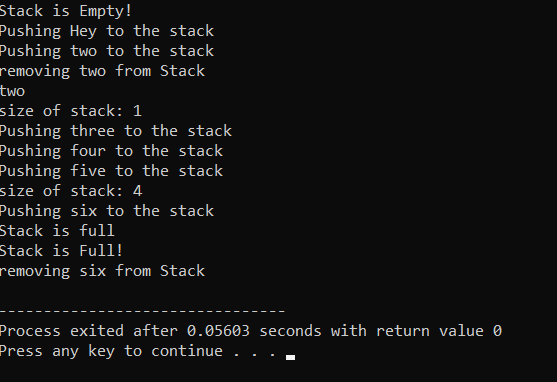 Stack is Empty!
Pushing Hey to the stack
Pushing two to the stack
removing two from Stack
two
size of stack: 1
Pushing three to the stack
Pushing four to the stack
Pushing five to the stack
size of stack: 4
Pushing six to the stack
Stack is full
Stack is Full!
removing six from Stack
--------------------------------
Process exited after 0.05603 seconds with return value 0
Press any key to continue . . .